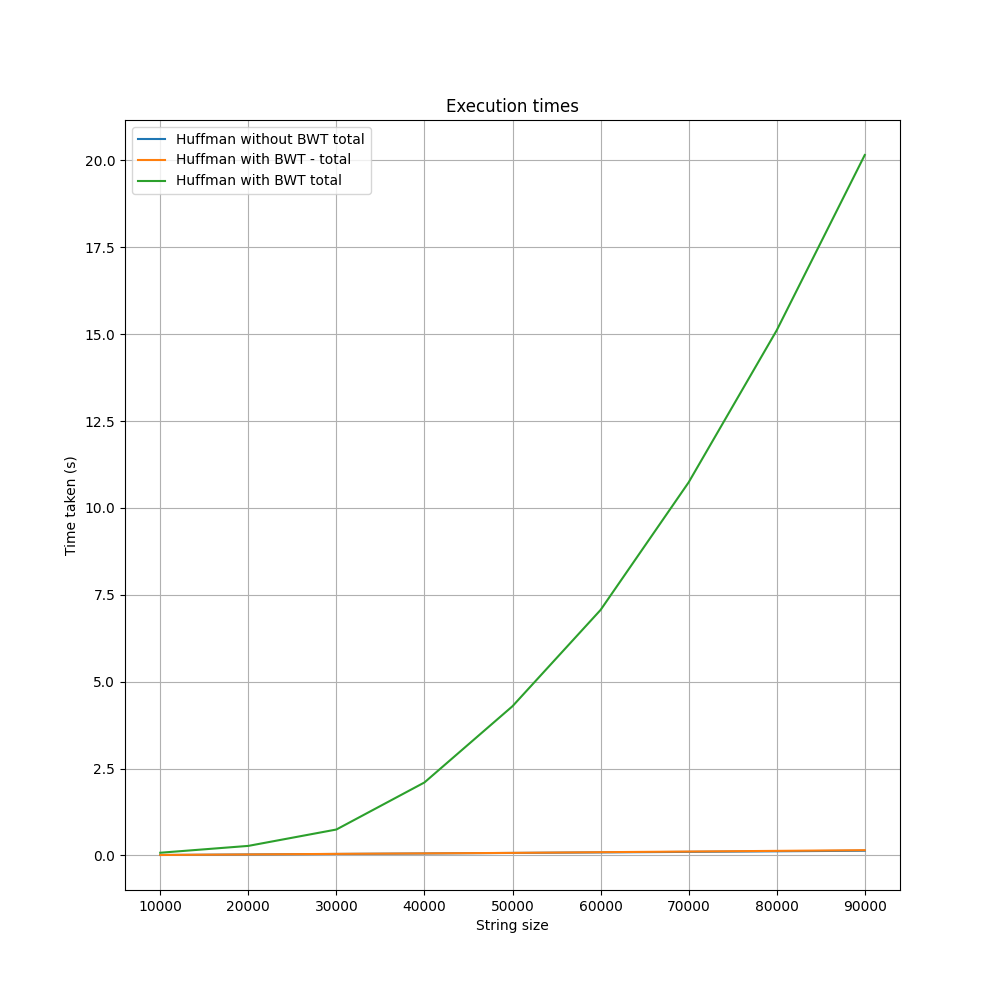 Execution times
Huffman without BWT total
Huffman with BWT - total
Huffman with BWT total
20.0
17.5
15.0
12.5
10.0
7.5
5.0
2.5
0.0
Time taken (s)
10000 20000 30000 40000 50000 60000 70000 80000 90000
String size